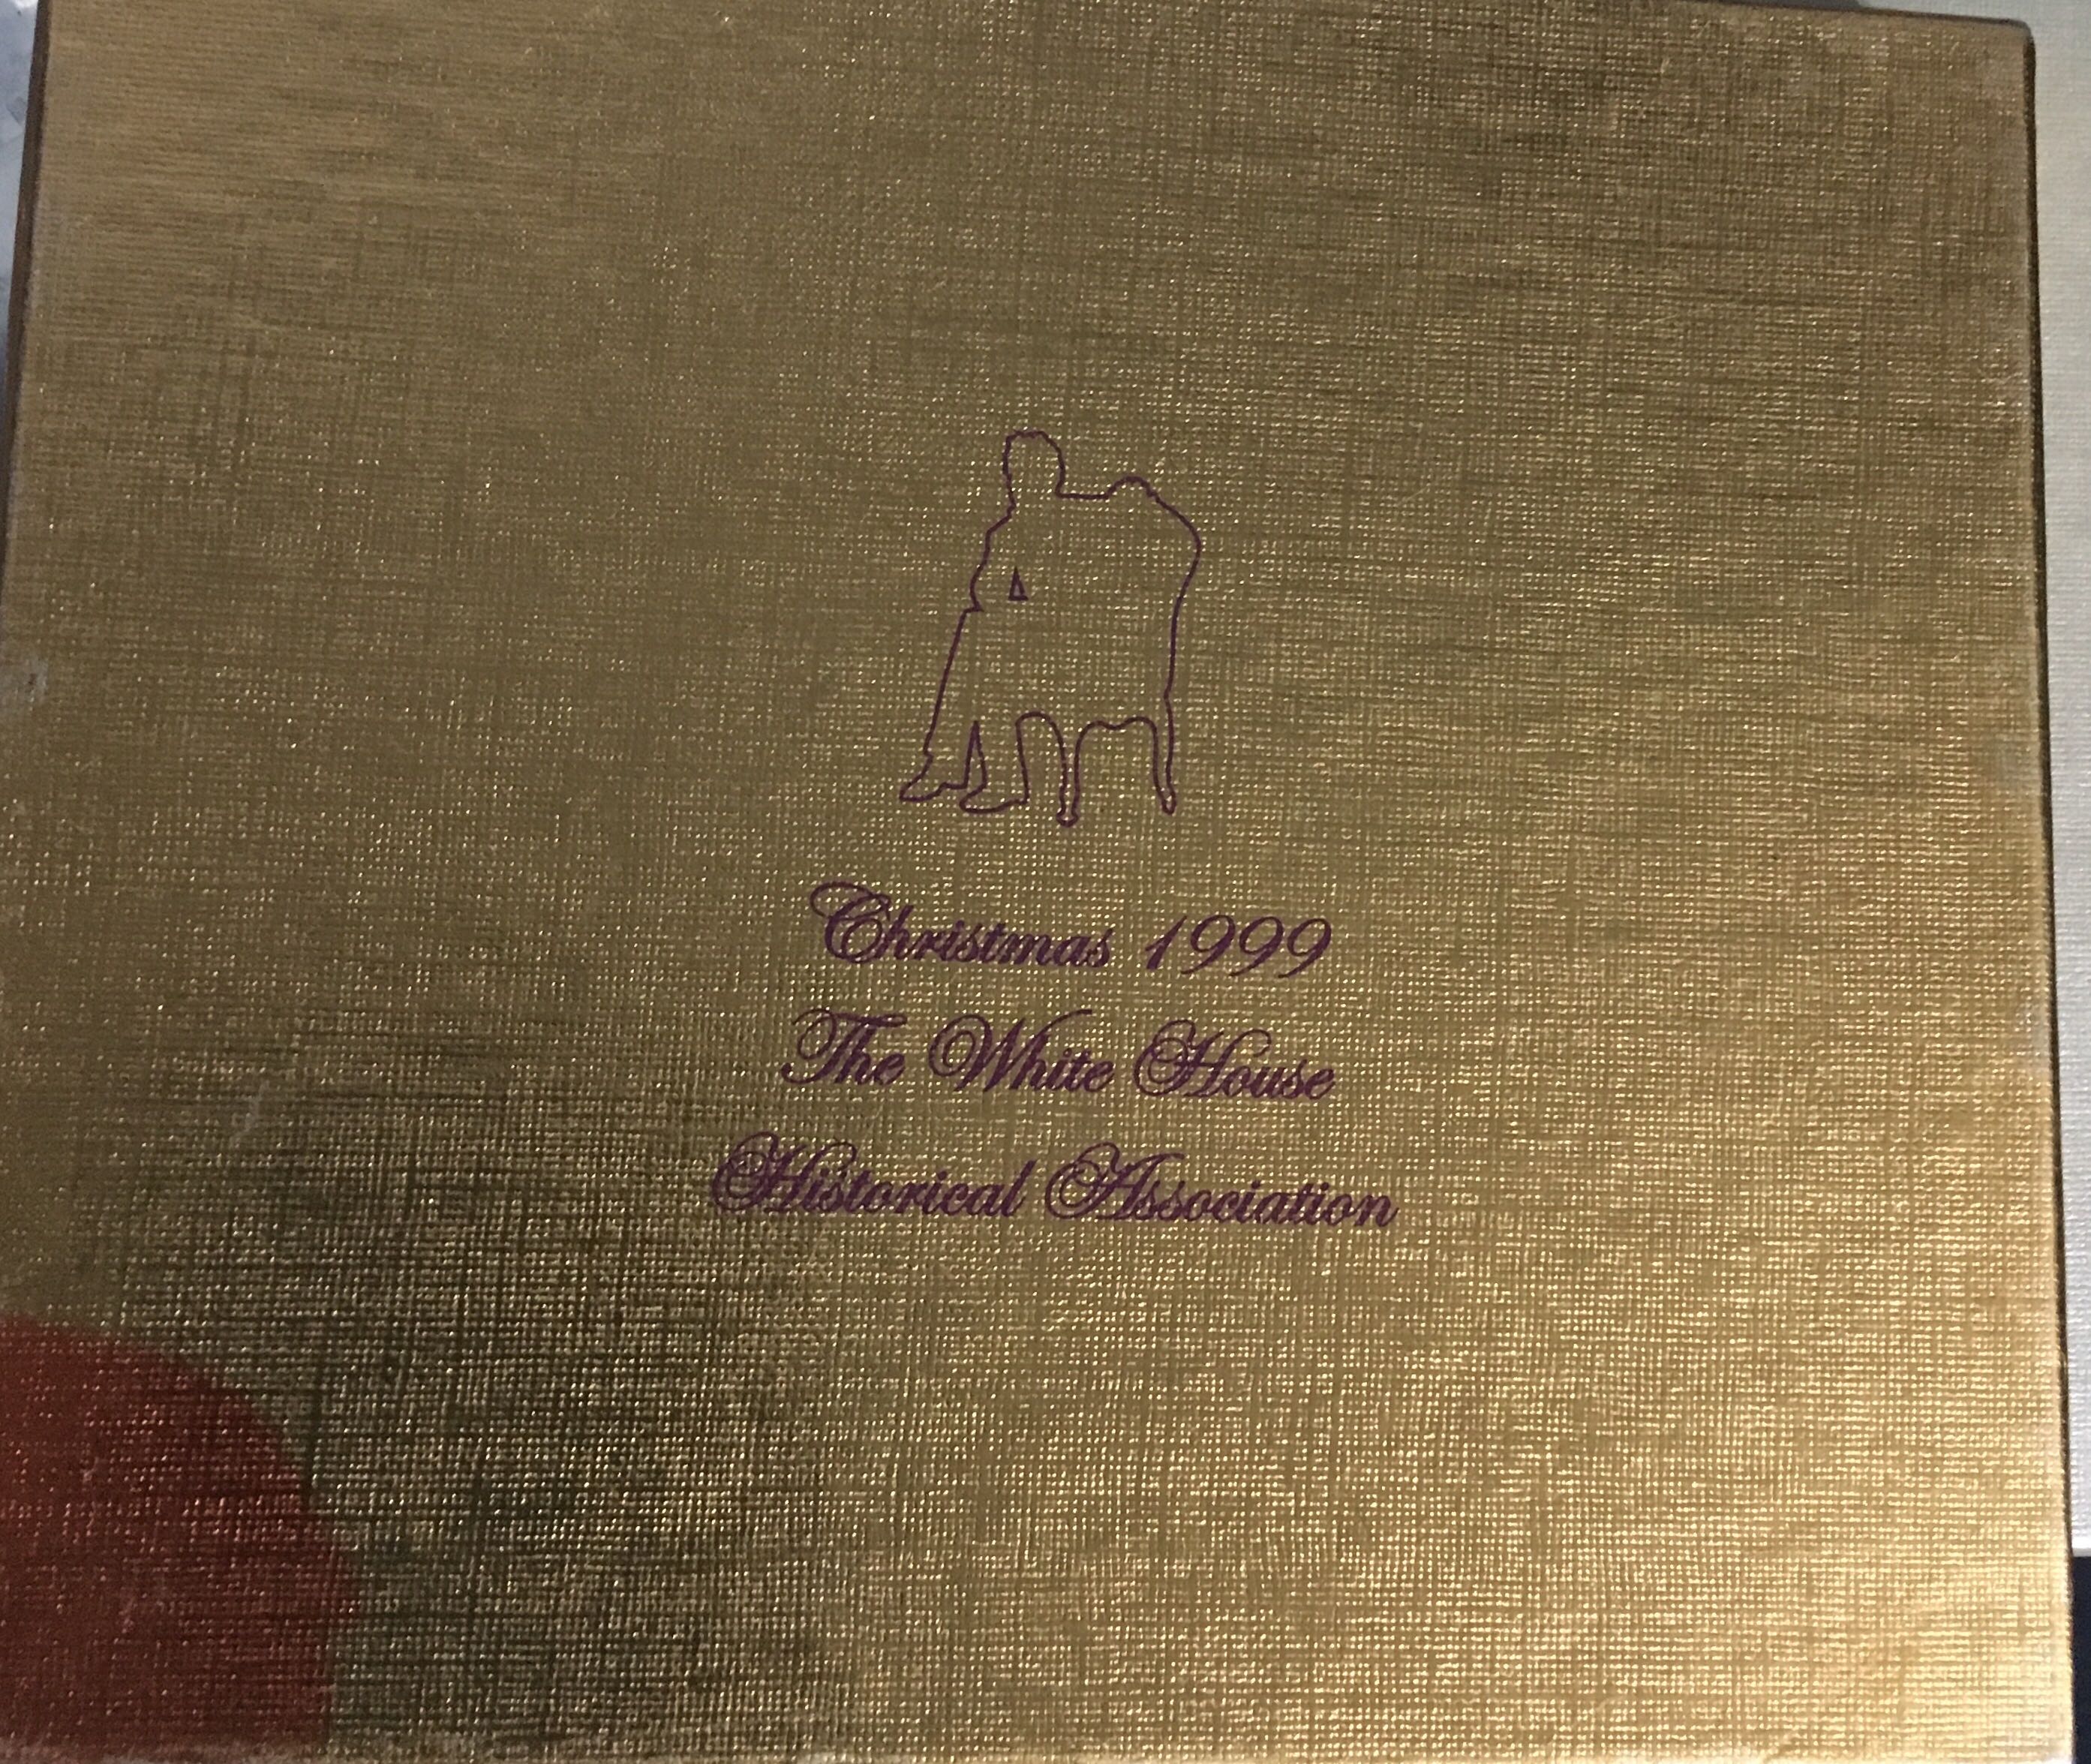 Christmas 1999
The White House
Historical Association